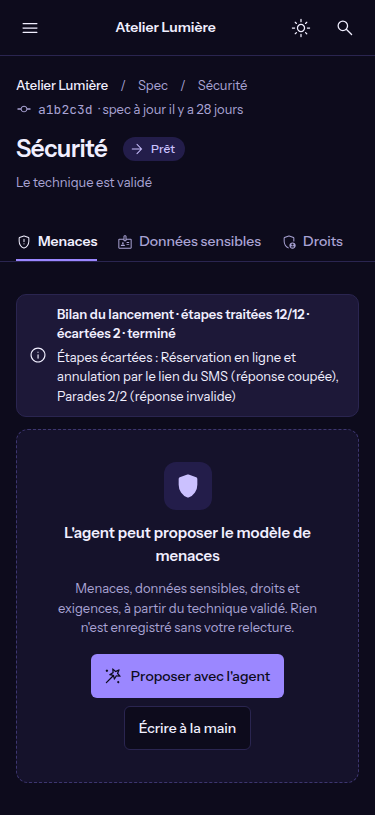 Atelier Lumière
Atelier Lumière / Spec / Sécurité
a1b2c3d · spec à jour il y a 28 jours
Sécurité → Prêt
Le technique est validé
Menaces Données sensibles Droits
Bilan du lancement · étapes traitées 12/12 ·
écartées 2 · terminé
Étapes écartées : Réservation en ligne et
annulation par le lien du SMS (réponse coupée),
Parades 2/2 (réponse invalide)
L'agent peut proposer le modèle de
menaces
Menaces, données sensibles, droits et
exigences, à partir du technique validé. Rien
n'est enregistré sans votre relecture.
Proposer avec l'agent
Écrire à la main